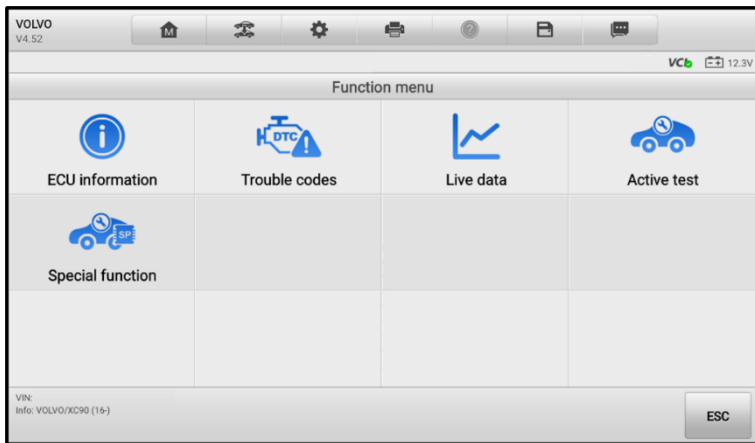 VOLVO
V4.52
M
VCI
12.3V
Function menu
i
DTC
ECU information
Trouble codes
Live data
Active test
SP
Special function
VIN:
Info: VOLVO/XC90 (16-)
ESC